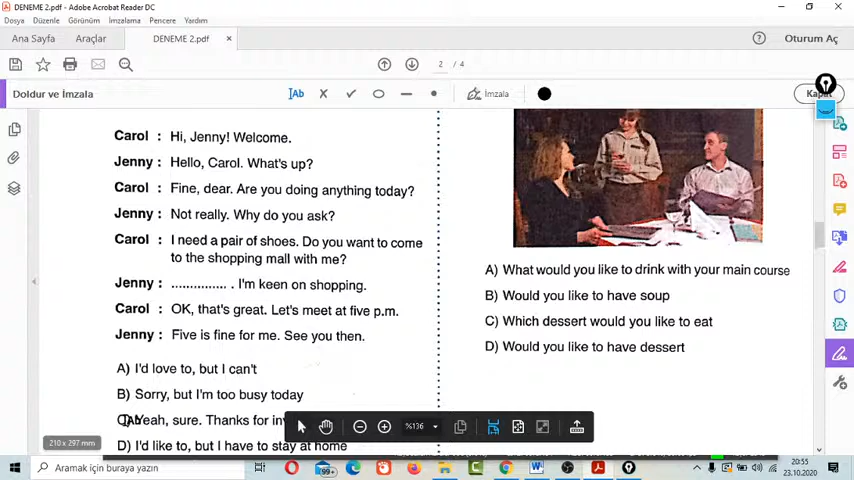 DENEME 2.pdf - Adobe Acrobat Reader DC
Dosya Düzenle Görünüm İmzalama Pencere Yardım
Ana Sayfa Araçlar DENEME 2.pdf × Oturum Aç
2 / 4
Doldur ve İmzala Ab İmzala Kapat
Carol : Hi, Jenny! Welcome.
Jenny : Hello, Carol. What's up?
Carol : Fine, dear. Are you doing anything today?
Jenny : Not really. Why do you ask?
Carol : I need a pair of shoes. Do you want to come
to the shopping mall with me?
Jenny : ............... . I'm keen on shopping.
Carol : OK, that's great. Let's meet at five p.m.
Jenny : Five is fine for me. See you then.
A) I'd love to, but I can't
B) Sorry, but I'm too busy today
Yeah, sure. Thanks for
D) I'd like to, but I have to stay at home
A) What would you like to drink with your main course
B) Would you like to have soup
C) Which dessert would you like to eat
D) Would you like to have dessert
%136
210 x 297 mm
Aramak için buraya yazın
99+
20:55
23.10.2020